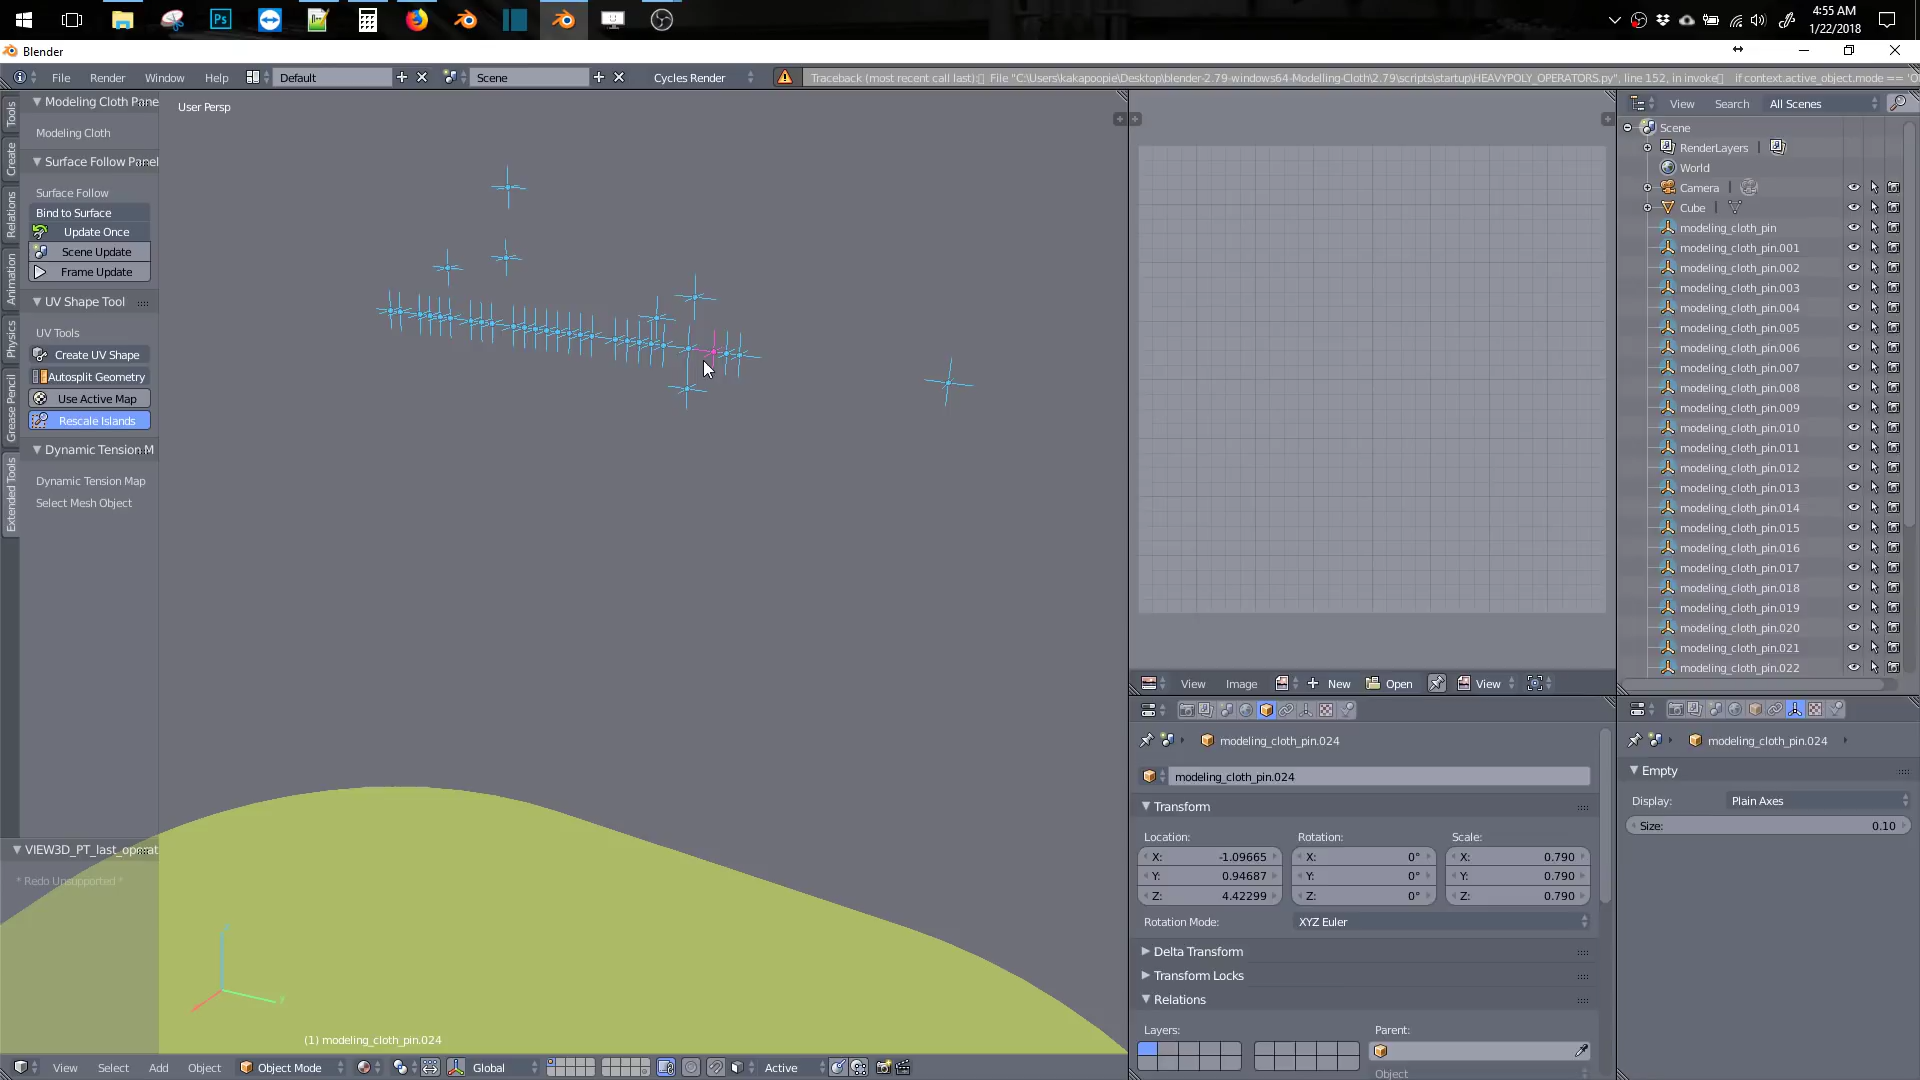 4:55 AM
1/22/2018
Blender
File
Render
Window
Help
Default
Scene
Cycles Render
Traceback (most recent call last): File "C:\Users\kakapoopie\Desktop\blender-2.79-windows64-Modelling-Cloth\2.79\scripts\startup\HEAVYPOLY_OPERATORS.py", line 152, in invoke if context.active_object.mode == 'O
Tools
Create
Relations
Animation
Physics
Grease Pencil
Extended Tools
Modeling Cloth Pane
Modeling Cloth
Surface Follow Panel
Surface Follow
Bind to Surface
Update Once
Scene Update
Frame Update
UV Shape Tool
UV Tools
Create UV Shape
Autosplit Geometry
Use Active Map
Rescale Islands
Dynamic Tension M
Dynamic Tension Map
Select Mesh Object
VIEW3D_PT_last_operat
* Redo Unsupported *
User Persp
(1) modeling_cloth_pin.024
View
Select
Add
Object
Object Mode
Global
Active
View
Image
New
Open
View
View
Search
All Scenes
Scene
RenderLayers
World
Camera
Cube
modeling_cloth_pin
modeling_cloth_pin.001
modeling_cloth_pin.002
modeling_cloth_pin.003
modeling_cloth_pin.004
modeling_cloth_pin.005
modeling_cloth_pin.006
modeling_cloth_pin.007
modeling_cloth_pin.008
modeling_cloth_pin.009
modeling_cloth_pin.010
modeling_cloth_pin.011
modeling_cloth_pin.012
modeling_cloth_pin.013
modeling_cloth_pin.014
modeling_cloth_pin.015
modeling_cloth_pin.016
modeling_cloth_pin.017
modeling_cloth_pin.018
modeling_cloth_pin.019
modeling_cloth_pin.020
modeling_cloth_pin.021
modeling_cloth_pin.022
modeling_cloth_pin.024
modeling_cloth_pin.024
Transform
Location:
Rotation:
Scale:
X: -1.09665
X: 0°
X: 0.790
Y: 0.94687
Y: 0°
Y: 0.790
Z: 4.42299
Z: 0°
Z: 0.790
Rotation Mode:
XYZ Euler
Delta Transform
Transform Locks
Relations
Layers:
Parent:
Object
modeling_cloth_pin.024
Empty
Display:
Plain Axes
Size: 0.10